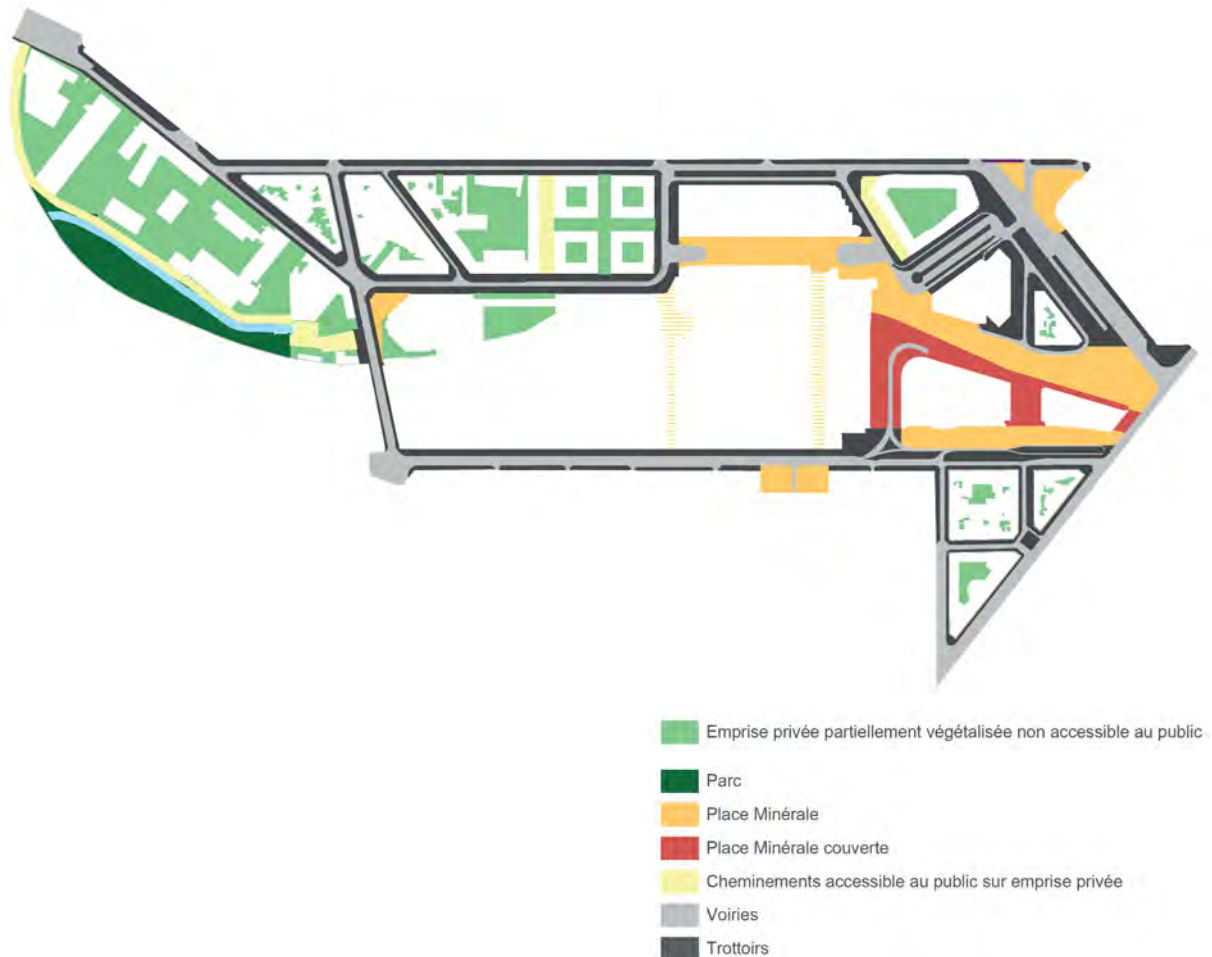 Emprise privée partiellement végétalisée non accessible au public
Parc
Place Minérale
Place Minérale couverte
Cheminements accessible au public sur emprise privée
Voiries
Trottoirs